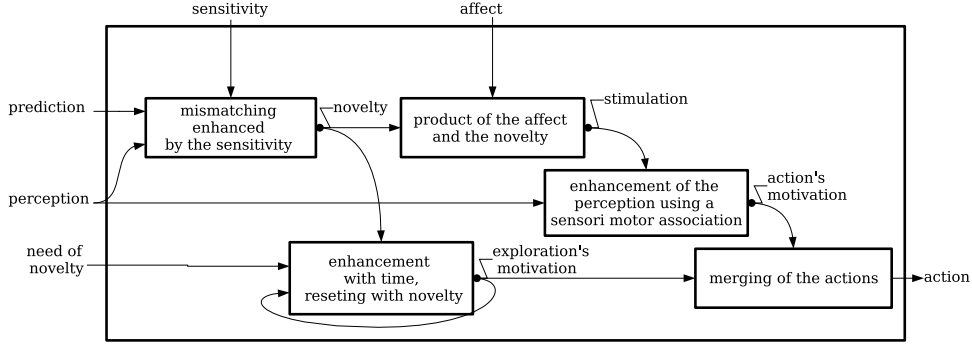 sensitivity
affect
prediction
mismatching
enhanced
by the sensitivity
novelty
product of the affect
and the novelty
stimulation
perception
enhancement of the
perception using a
sensori motor association
action's
motivation
need of
novelty
enhancement
with time,
reseting with novelty
exploration's
motivation
merging of the actions
action